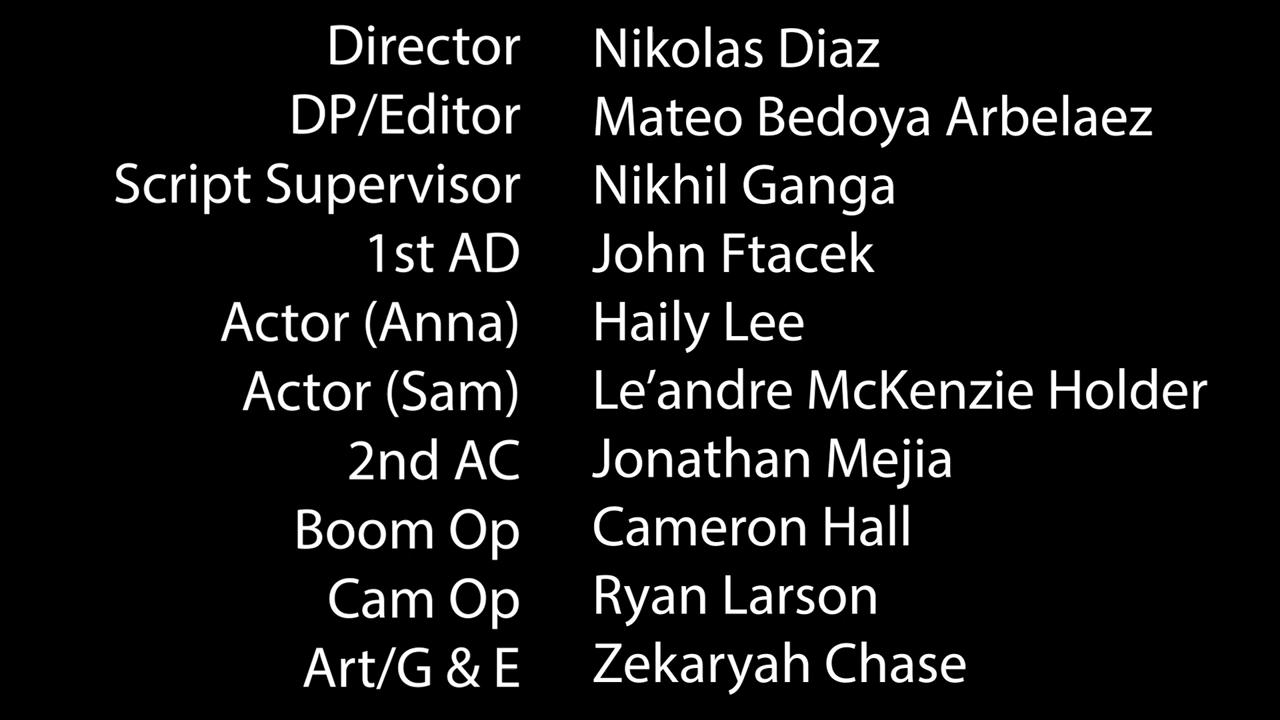 Director Nikolas Diaz
DP/Editor Mateo Bedoya Arbelaez
Script Supervisor Nikhil Ganga
1st AD John Ftacek
Actor (Anna) Haily Lee
Actor (Sam) Le’andre McKenzie Holder
2nd AC Jonathan Mejia
Boom Op Cameron Hall
Cam Op Ryan Larson
Art/G & E Zekaryah Chase